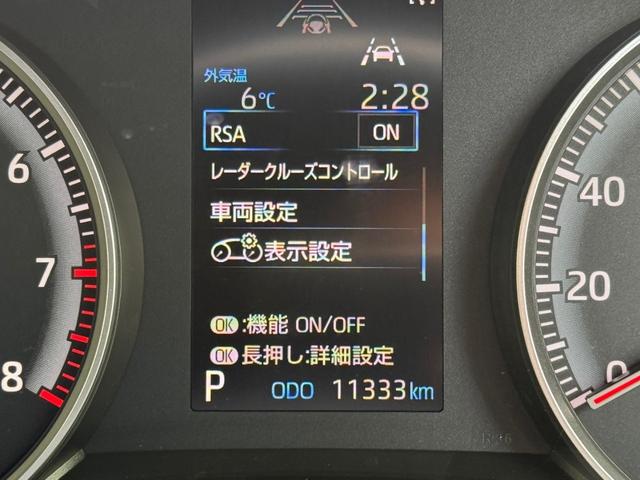 外気温
6℃ 2:28
RSA ON
レーダークルーズコントロール
車両設定
表示設定
OK:機能 ON/OFF
OK長押し:詳細設定
P ODO 11333km
6
7
8
40
20
0